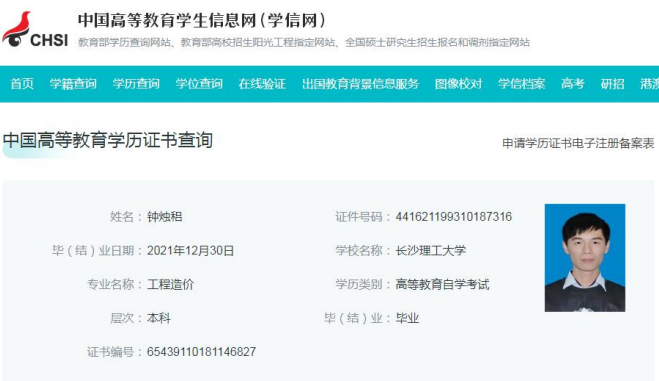 中国高等教育学生信息网(学信网)
CHSI 教育部学历查询网站、教育部高校招生阳光工程指定网站、全国硕士研究生招生报名和调剂指定网站
首页 学籍查询 学历查询 学位查询 在线验证 出国教育背景信息服务 图像校对 学信档案 高考 研招 港澳
中国高等教育学历证书查询 申请学历证书电子注册备案表
姓名：钟烛稆 证件号码：441621199310187316
毕（结）业日期：2021年12月30日 学校名称：长沙理工大学
专业名称：工程造价 学历类别：高等教育自学考试
层次：本科 毕（结）业：毕业
证书编号：65439110181146827